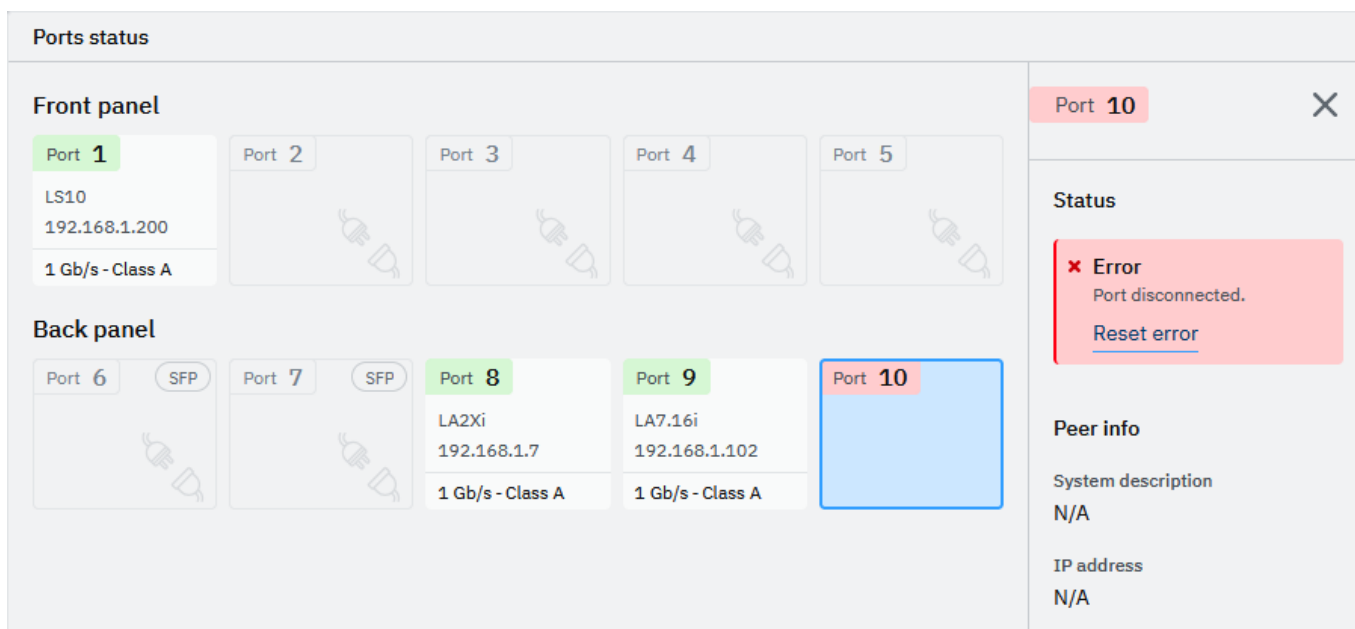 Ports status
Front panel
Port 1
Port 2
Port 3
Port 4
Port 5
LS10
192.168.1.200
1 Gb/s - Class A
Back panel
Port 6 SFP
Port 7 SFP
Port 8
LA2Xi
192.168.1.7
1 Gb/s - Class A
Port 9
LA7.16i
192.168.1.102
1 Gb/s - Class A
Port 10
Port 10
Status
Error
Port disconnected.
Reset error
Peer info
System description
N/A
IP address
N/A